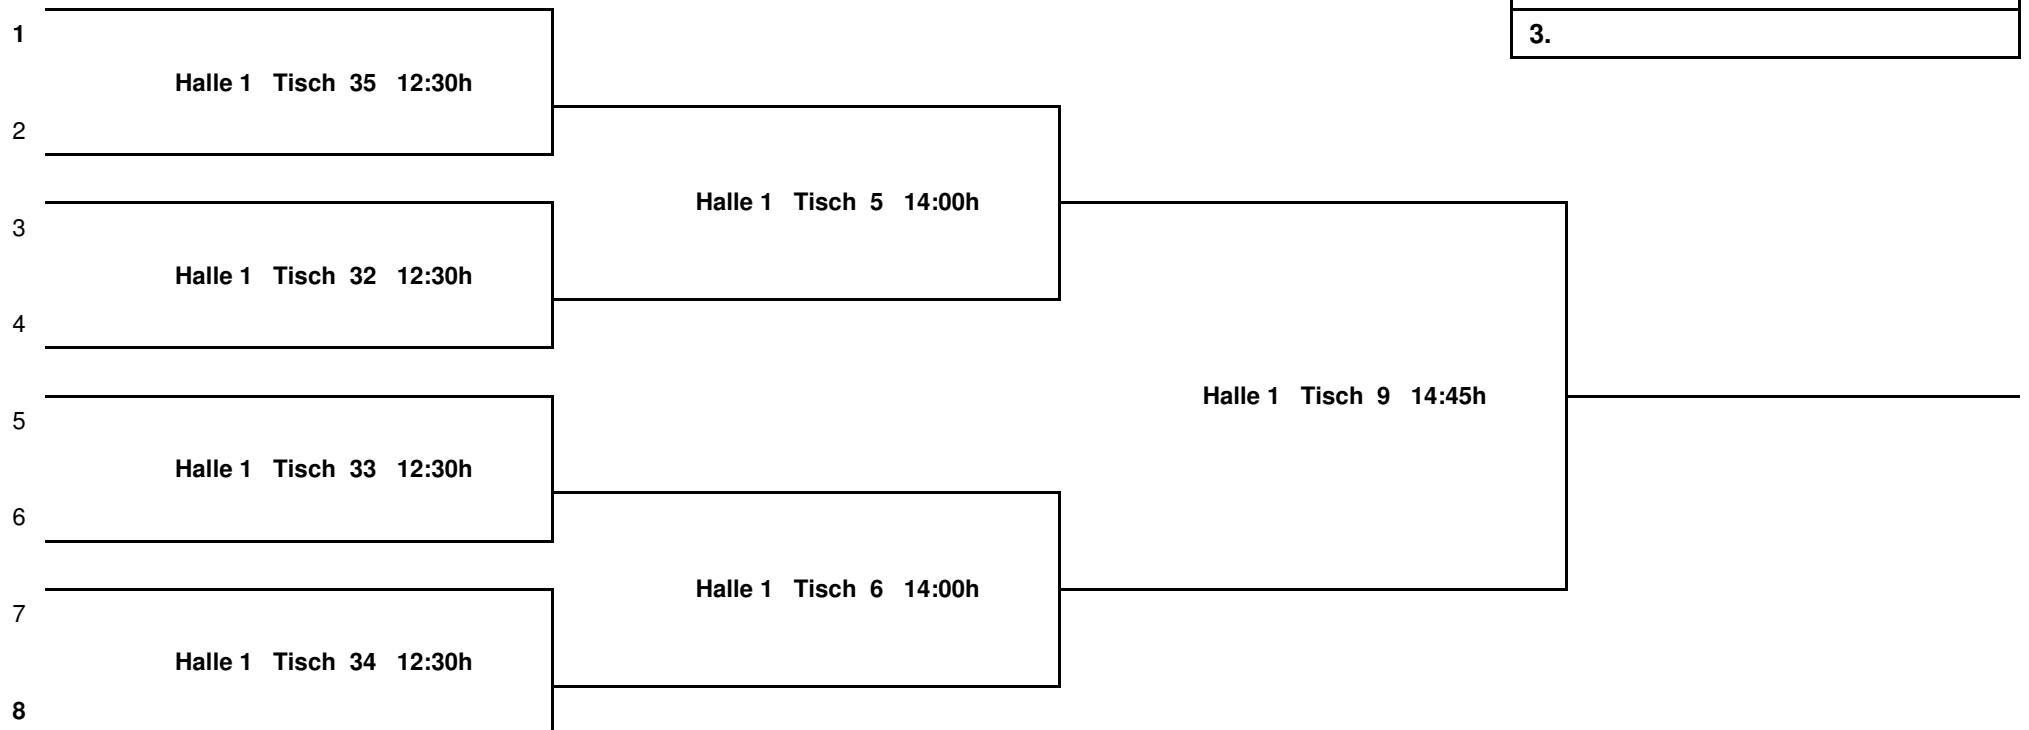 1
3.
Halle 1 Tisch 35 12:30h
2
Halle 1 Tisch 5 14:00h
3
Halle 1 Tisch 32 12:30h
4
Halle 1 Tisch 9 14:45h
5
Halle 1 Tisch 33 12:30h
6
Halle 1 Tisch 6 14:00h
7
Halle 1 Tisch 34 12:30h
8